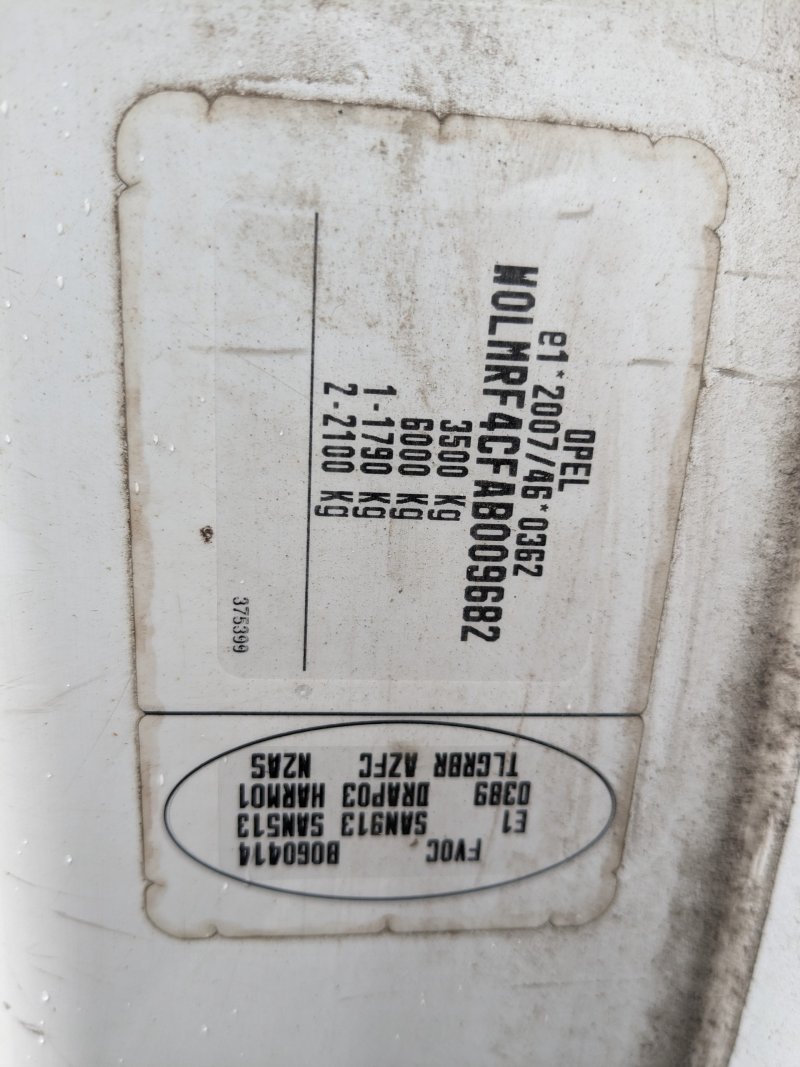 OPEL
e1*2007/46*0362
W0LMRF4CFAB009682
3500 Kg
6000 Kg
1-1790 Kg
2-2100 Kg
375399
FV0C B060414
E1 SAN913 SAN513
0389 DRAP03 HARM01
TLGRBR AZFC N2AS